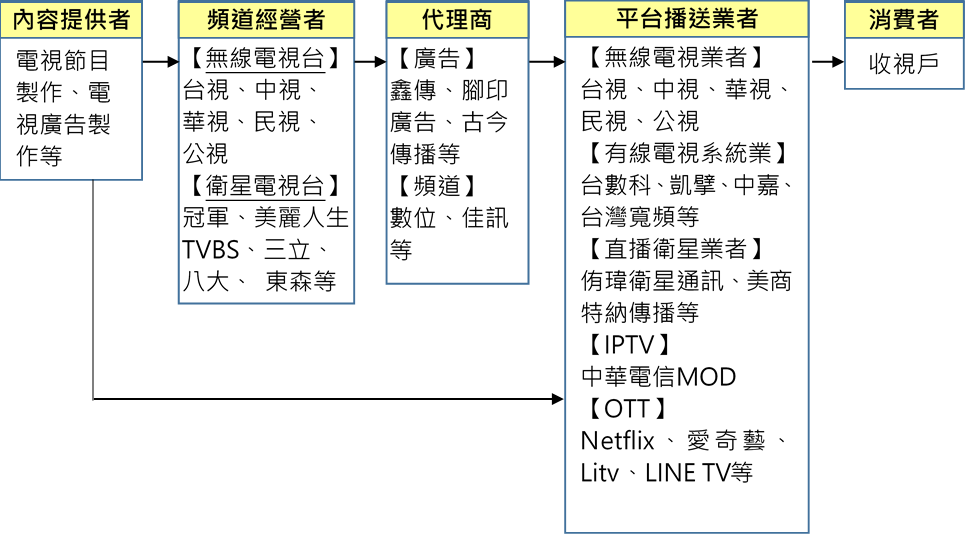 內容提供者
電視節目
製作、電
視廣告製
作等
頻道經營者
【無線電視台】
台視、中視、
華視、民視、
公視
【衛星電視台】
冠軍、美麗人生
TVBS、三立、
八大、 東森等
代理商
【廣告】
鑫傳、腳印
廣告、古今
傳播等
【頻道】
數位、佳訊
等
平台播送業者
【無線電視業者】
台視、中視、華視、
民視、公視
【有線電視系統業】
台數科、凱擘、中嘉、
台灣寬頻等
【直播衛星業者】
侑瑋衛星通訊、美商
特納傳播等
【IPTV】
中華電信MOD
【OTT】
Netflix、愛奇藝、
Litv、LINE TV等
消費者
收視戶